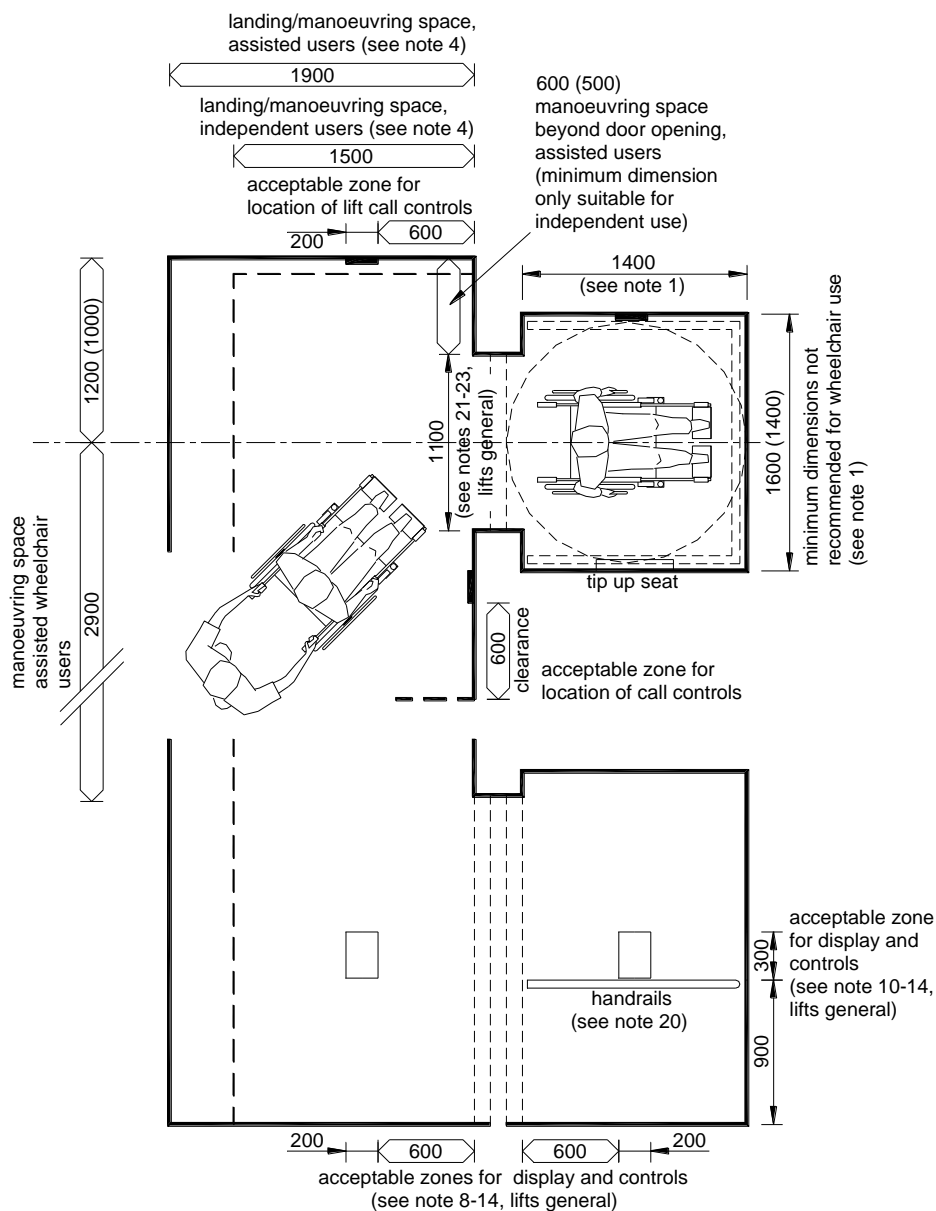 landing/manoeuvring space,
assisted users (see note 4)
1900
landing/manoeuvring space,
independent users (see note 4)
1500
acceptable zone for
location of lift call controls
200
600
600 (500)
manoeuvring space
beyond door opening,
assisted users
(minimum dimension
only suitable for
independent use)
1400
(see note 1)
1200 (1000)
1100
(see notes 21-23,
lifts general)
1600 (1400)
minimum dimensions not
recommended for wheelchair use
(see note 1)
tip up seat
manoeuvring space
assisted wheelchair
users
2900
600
clearance
acceptable zone for
location of call controls
300
acceptable zone
for display and
controls
(see note 10-14,
lifts general)
handrails
(see note 20)
900
200
600
600
200
acceptable zones for display and controls
(see note 8-14, lifts general)